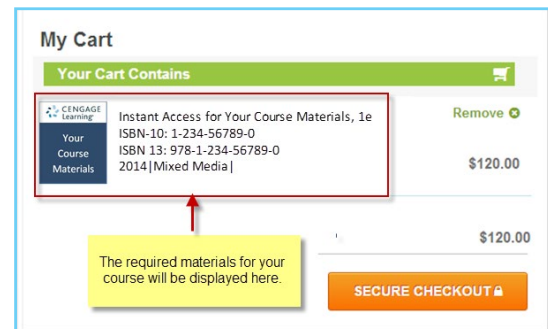 My Cart
Your Cart Contains
CENGAGE
Learning
Your
Course
Materials
Instant Access for Your Course Materials, 1e
ISBN-10: 1-234-56789-0
ISBN 13: 978-1-234-56789-0
2014|Mixed Media|
Remove
$120.00
$120.00
The required materials for your
course will be displayed here.
SECURE CHECKOUT